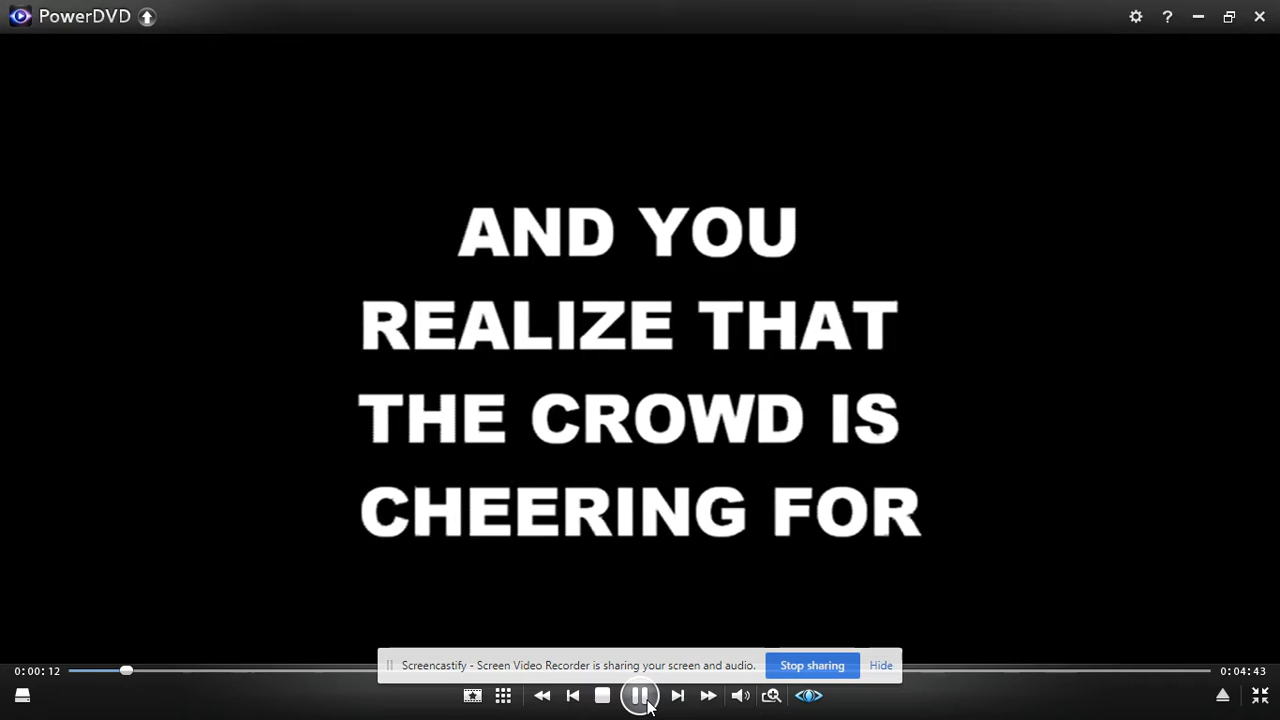 PowerDVD
AND YOU
REALIZE THAT
THE CROWD IS
CHEERING FOR
Screencastify - Screen Video Recorder is sharing your screen and audio. Stop sharing Hide
0:00:12 0:04:43